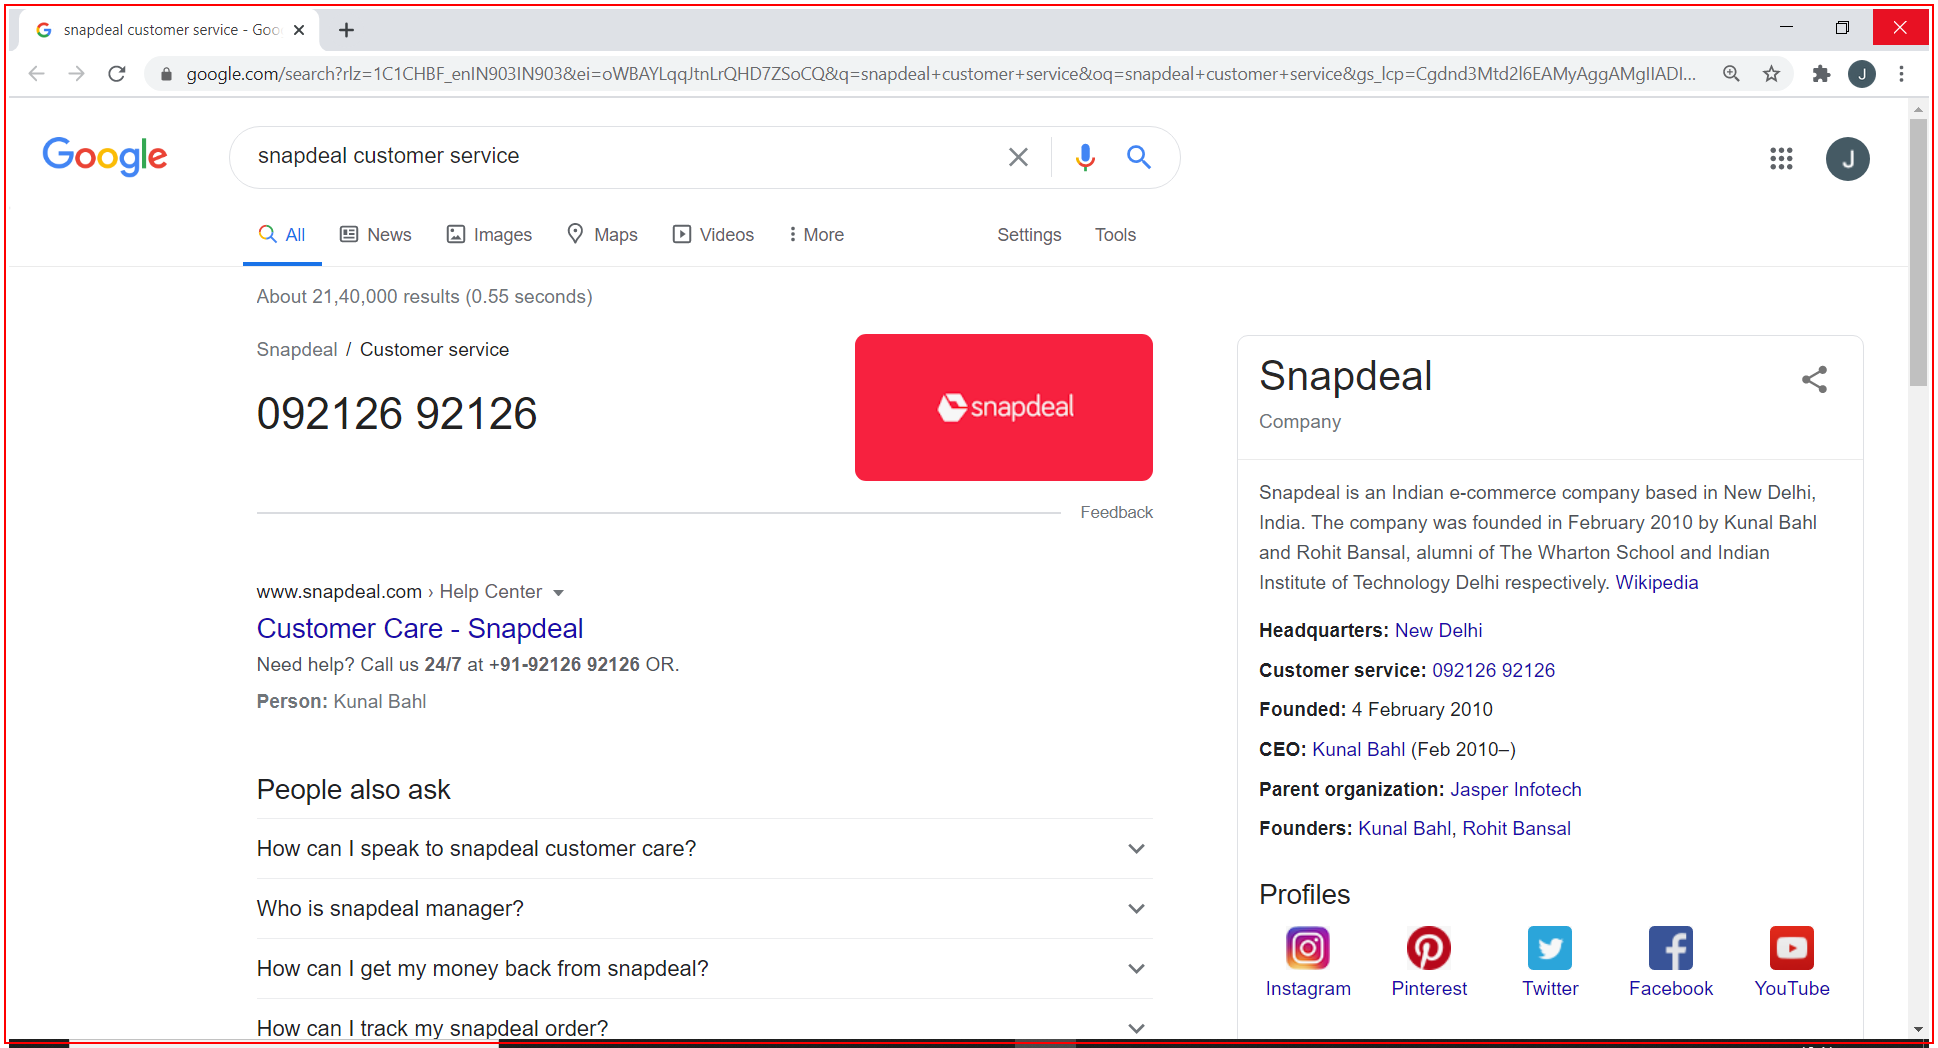 snapdeal customer service - Goo
google.com/search?rlz=1C1CHBF_enIN903IN903&ei=oWBAYLqqJtnLrQHD7ZSoCQ&q=snapdeal+customer+service&oq=snapdeal+customer+service&gs_lcp=Cgdnd3Mtd2l6EAMyAggAMgIIADI...
J
Google
snapdeal customer service
J
All
News
Images
Maps
Videos
More
Settings
Tools
About 21,40,000 results (0.55 seconds)
Snapdeal / Customer service
092126 92126
snapdeal
Feedback
www.snapdeal.com › Help Center
Customer Care - Snapdeal
Need help? Call us 24/7 at +91-92126 92126 OR.
Person: Kunal Bahl
People also ask
How can I speak to snapdeal customer care?
Who is snapdeal manager?
How can I get my money back from snapdeal?
How can I track my snapdeal order?
Snapdeal
Company
Snapdeal is an Indian e-commerce company based in New Delhi,
India. The company was founded in February 2010 by Kunal Bahl
and Rohit Bansal, alumni of The Wharton School and Indian
Institute of Technology Delhi respectively. Wikipedia
Headquarters: New Delhi
Customer service: 092126 92126
Founded: 4 February 2010
CEO: Kunal Bahl (Feb 2010–)
Parent organization: Jasper Infotech
Founders: Kunal Bahl, Rohit Bansal
Profiles
Instagram
Pinterest
Twitter
Facebook
YouTube